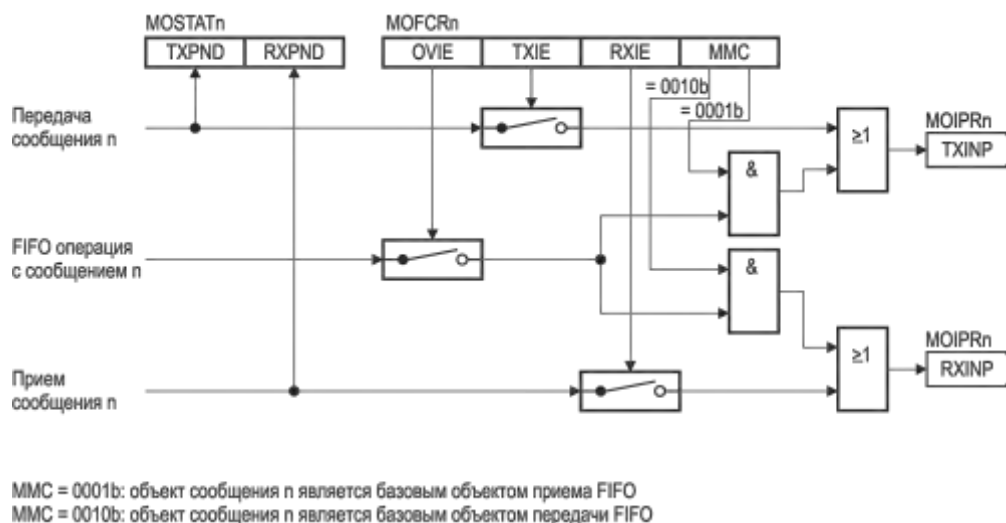 MOSTATn
MOFCRn
TXPND RXPND
OVIE TXIE RXIE MMC
= 0010b
= 0001b
Передача
сообщения n
≥1
MOIPRn
TXINP
&
FIFO операция
с сообщением n
&
≥1
MOIPRn
RXINP
Прием
сообщения n
MMC = 0001b: объект сообщения n является базовым объектом приема FIFO
MMC = 0010b: объект сообщения n является базовым объектом передачи FIFO